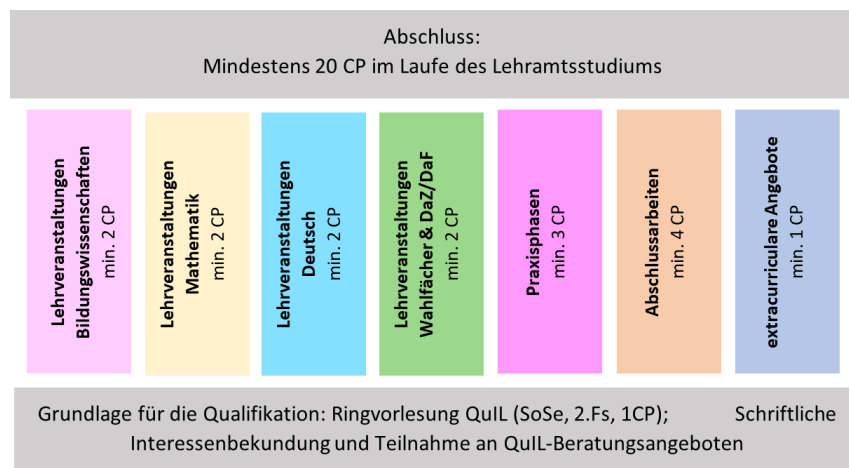 Abschluss:
Mindestens 20 CP im Laufe des Lehramtsstudiums
Lehrveranstaltungen
Bildungswissenschaften
min. 2 CP
Lehrveranstaltungen
Mathematik
min. 2 CP
Lehrveranstaltungen
Deutsch
min. 2 CP
Lehrveranstaltungen
Wahlfächer & DaZ/DaF
min. 2 CP
Praxisphasen
min. 3 CP
Abschlussarbeiten
min. 4 CP
extracurriculare Angebote
min. 1 CP
Grundlage für die Qualifikation: Ringvorlesung QuIL (SoSe, 2.Fs, 1CP); Schriftliche
Interessenbekundung und Teilnahme an QuIL-Beratungsangeboten